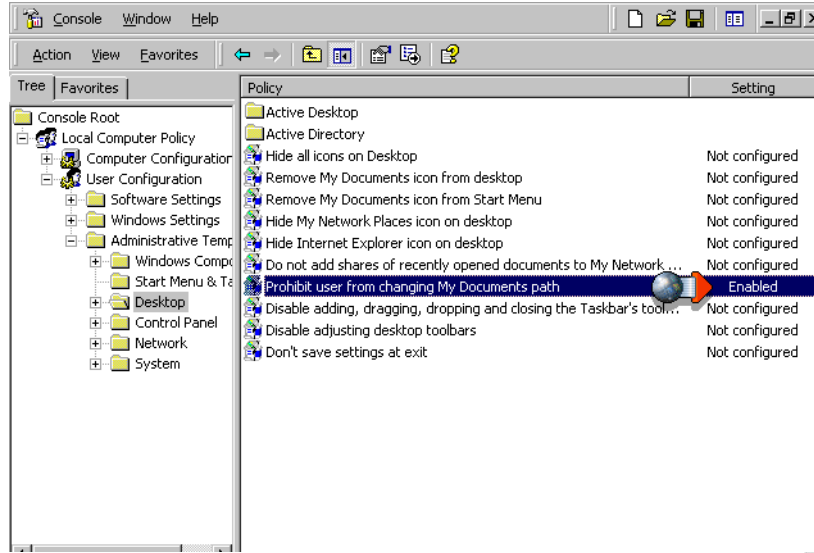 Console Window Help
Action View Favorites
Tree Favorites
Policy Setting
Console Root
Local Computer Policy
Computer Configuration
User Configuration
Software Settings
Windows Settings
Administrative Temp
Windows Compo
Start Menu & Ta
Desktop
Control Panel
Network
System
Active Desktop
Active Directory
Hide all icons on Desktop Not configured
Remove My Documents icon from desktop Not configured
Remove My Documents icon from Start Menu Not configured
Hide My Network Places icon on desktop Not configured
Hide Internet Explorer icon on desktop Not configured
Do not add shares of recently opened documents to My Network ... Not configured
Prohibit user from changing My Documents path Enabled
Disable adding, dragging, dropping and closing the Taskbar's tool... Not configured
Disable adjusting desktop toolbars Not configured
Don't save settings at exit Not configured